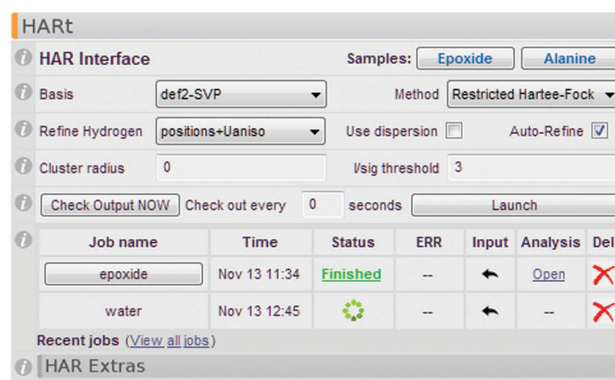 HARt
HAR Interface Samples: Epoxide Alanine
Basis def2-SVP Method Restricted Hartee-Fock
Refine Hydrogen positions+Uaniso Use dispersion Auto-Refine
Cluster radius 0 I/sig threshold 3
Check Output NOW Check out every 0 seconds Launch
Job name Time Status ERR Input Analysis Del
epoxide Nov 13 11:34 Finished -- Open
water Nov 13 12:45 -- --
Recent jobs (View all jobs)
HAR Extras